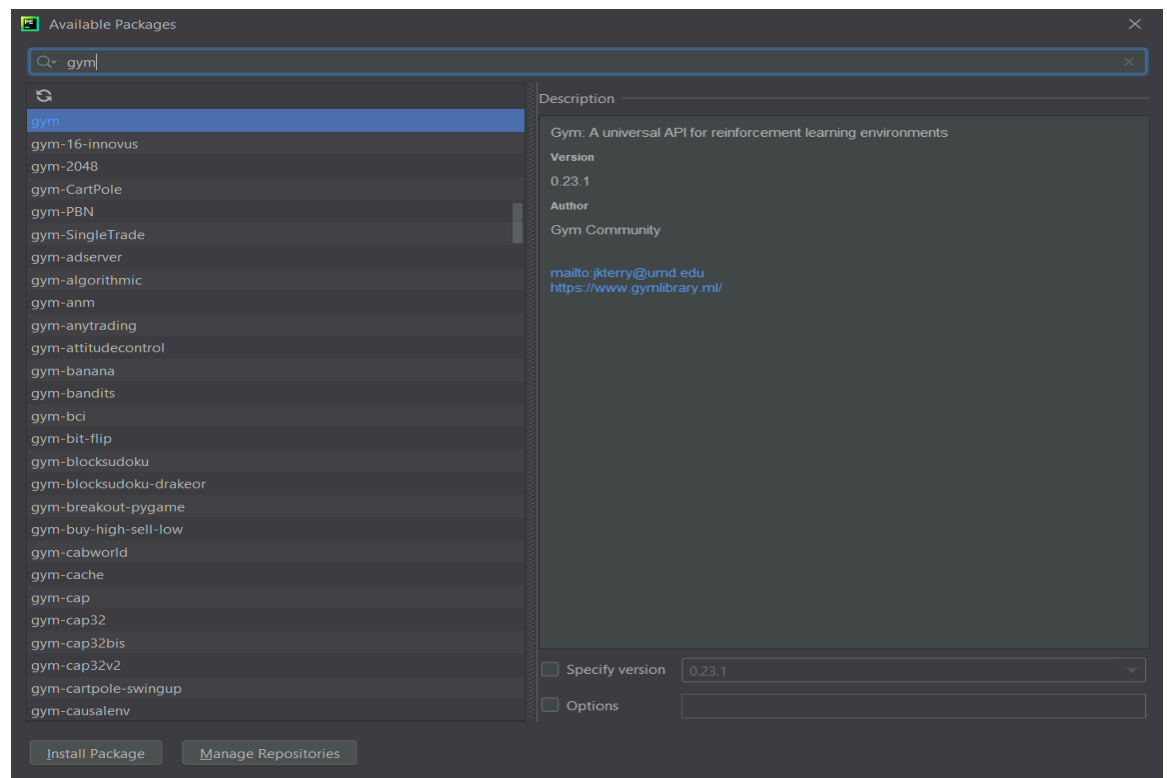 PE Available Packages
gym
Description
gym
gym-16-innovus
gym-2048
gym-CartPole
gym-PBN
gym-SingleTrade
gym-adserver
gym-algorithmic
gym-anm
gym-anytrading
gym-attitudecontrol
gym-banana
gym-bandits
gym-bci
gym-bit-flip
gym-blocksudoku
gym-blocksudoku-drakeor
gym-breakout-pygame
gym-buy-high-sell-low
gym-cabworld
gym-cache
gym-cap
gym-cap32
gym-cap32bis
gym-cap32v2
gym-cartpole-swingup
gym-causalenv
Gym: A universal API for reinforcement learning environments
Version
0.23.1
Author
Gym Community
mailto:jkterry@umd.edu
https://www.gymlibrary.ml/
Specify version 0.23.1
Options
Install Package Manage Repositories